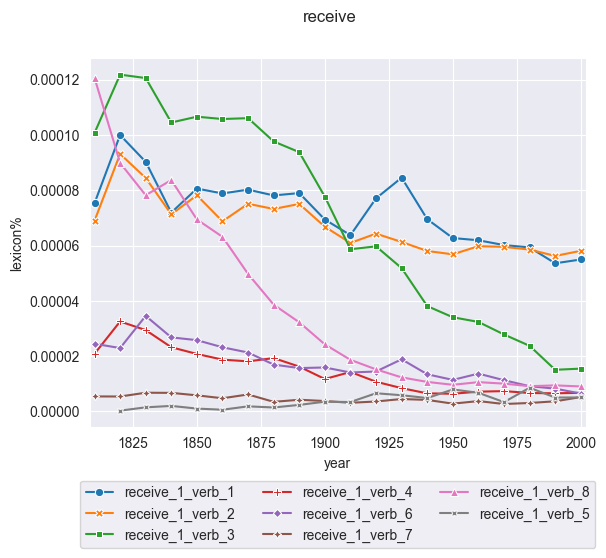 receive
0.00012
0.00010
0.00008
0.00006
0.00004
0.00002
0.00000
lexicon%
1825 1850 1875 1900 1925 1950 1975 2000
year
receive_1_verb_1 receive_1_verb_4 receive_1_verb_8
receive_1_verb_2 receive_1_verb_6 receive_1_verb_5
receive_1_verb_3 receive_1_verb_7